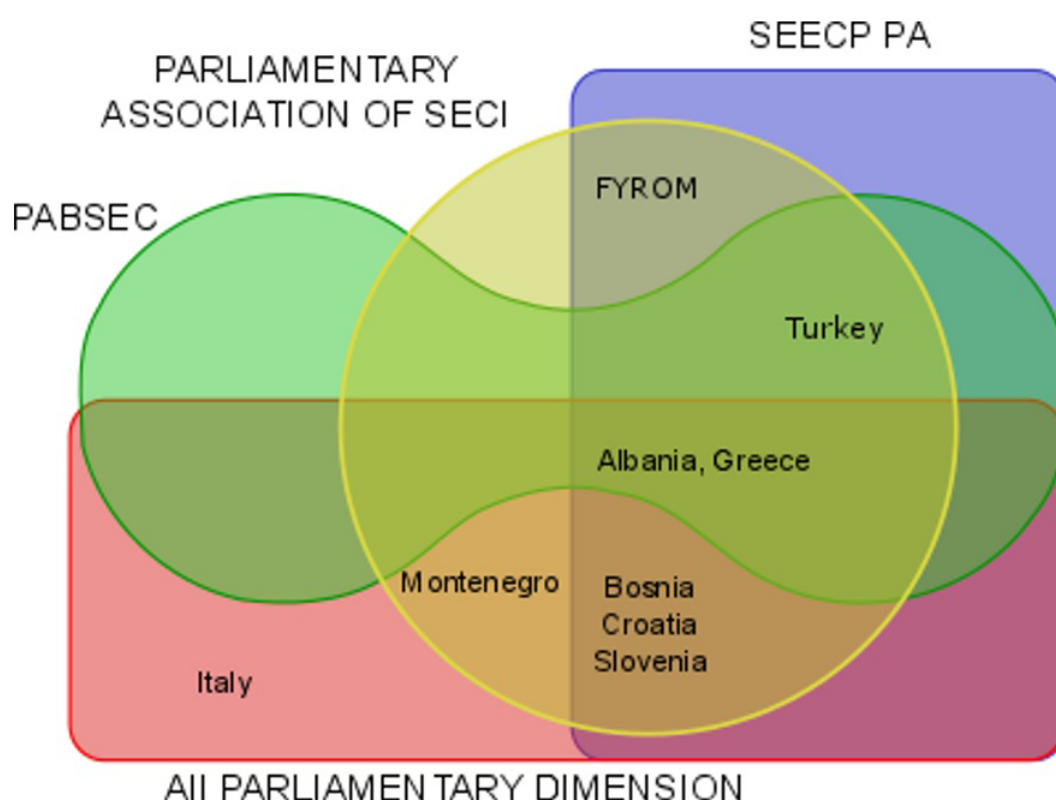 SEECP PA
PARLIAMENTARY
ASSOCIATION OF SECI
PABSEC
FYROM
Turkey
Albania, Greece
Montenegro
Bosnia
Croatia
Slovenia
Italy
AII PARLIAMENTARY DIMENSION